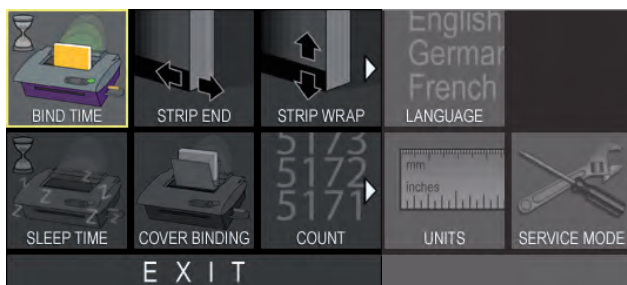 English
German
French
BIND TIME
STRIP END
STRIP WRAP
LANGUAGE
z z z z z z
5173
5172
5171
mm
inches
SLEEP TIME
COVER BINDING
COUNT
UNITS
SERVICE MODE
EXIT